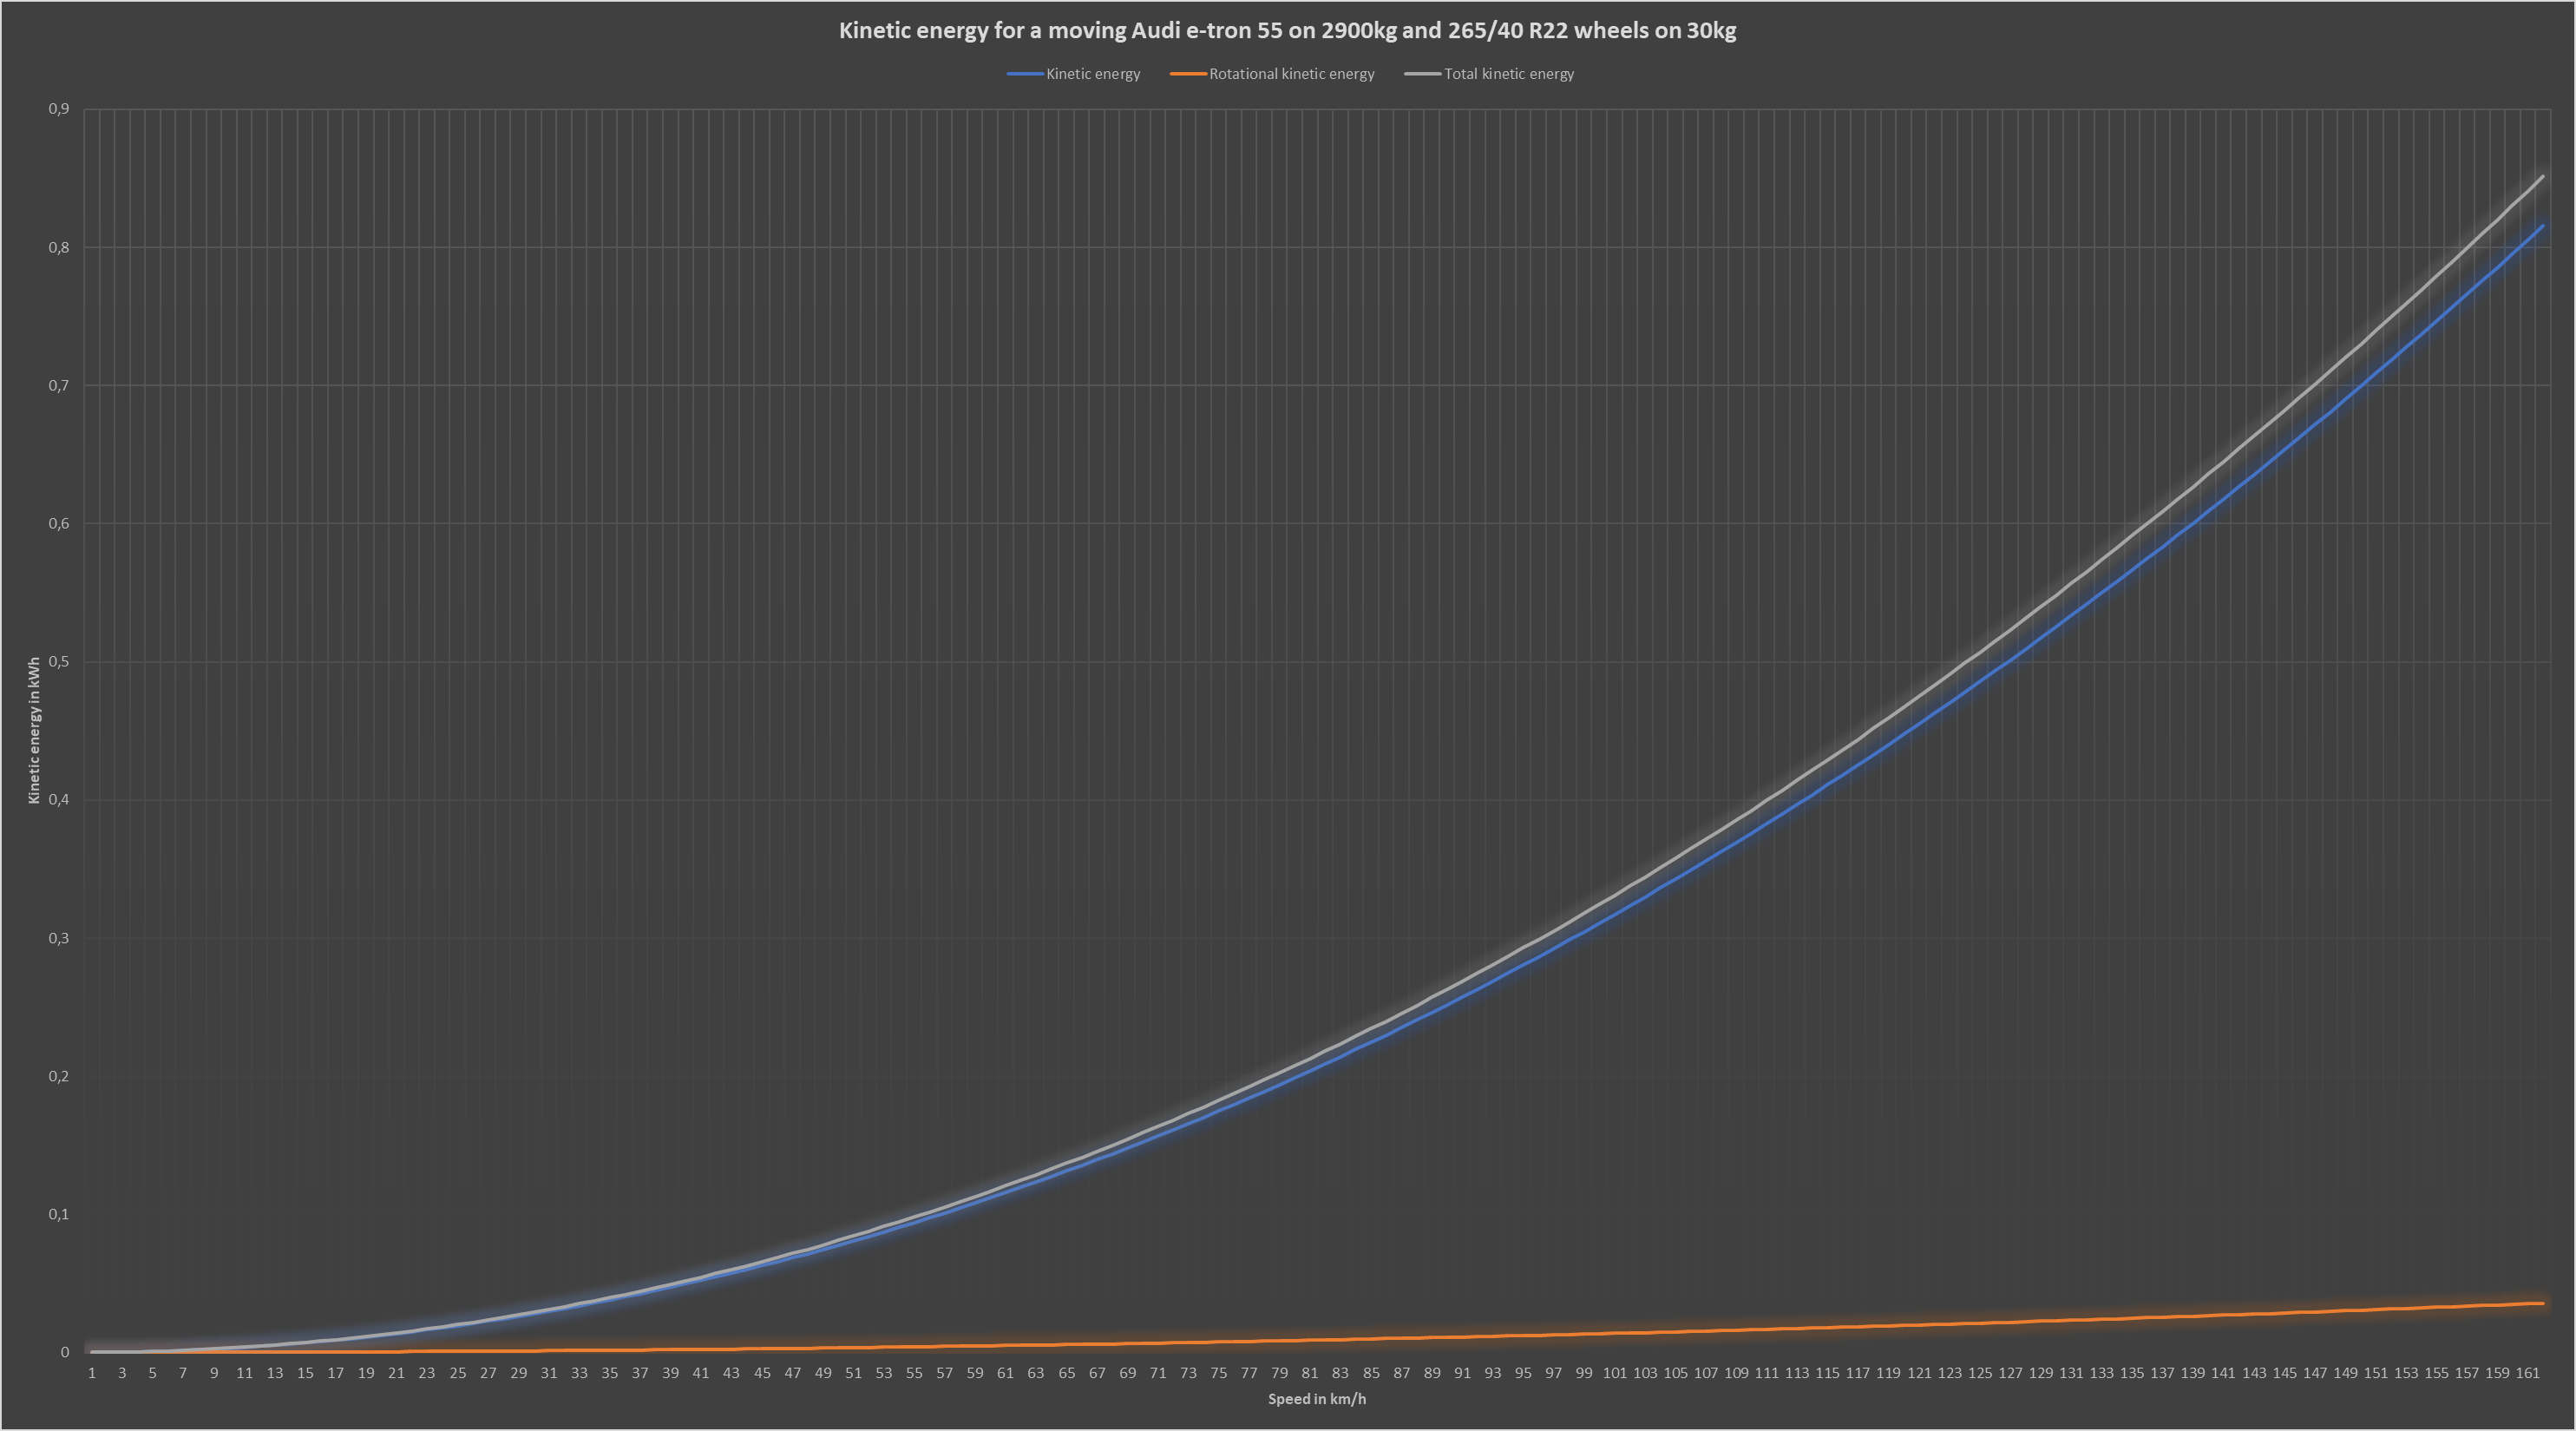 Kinetic energy for a moving Audi e-tron 55 on 2900kg and 265/40 R22 wheels on 30kg
Kinetic energy Rotational kinetic energy Total kinetic energy
0,9
0,8
0,7
0,6
0,5
0,4
0,3
0,2
0,1
0
Kinetic energy in kWh
1 3 5 7 9 11 13 15 17 19 21 23 25 27 29 31 33 35 37 39 41 43 45 47 49 51 53 55 57 59 61 63 65 67 69 71 73 75 77 79 81 83 85 87 89 91 93 95 97 99 101 103 105 107 109 111 113 115 117 119 121 123 125 127 129 131 133 135 137 139 141 143 145 147 149 151 153 155 157 159 161
Speed in km/h